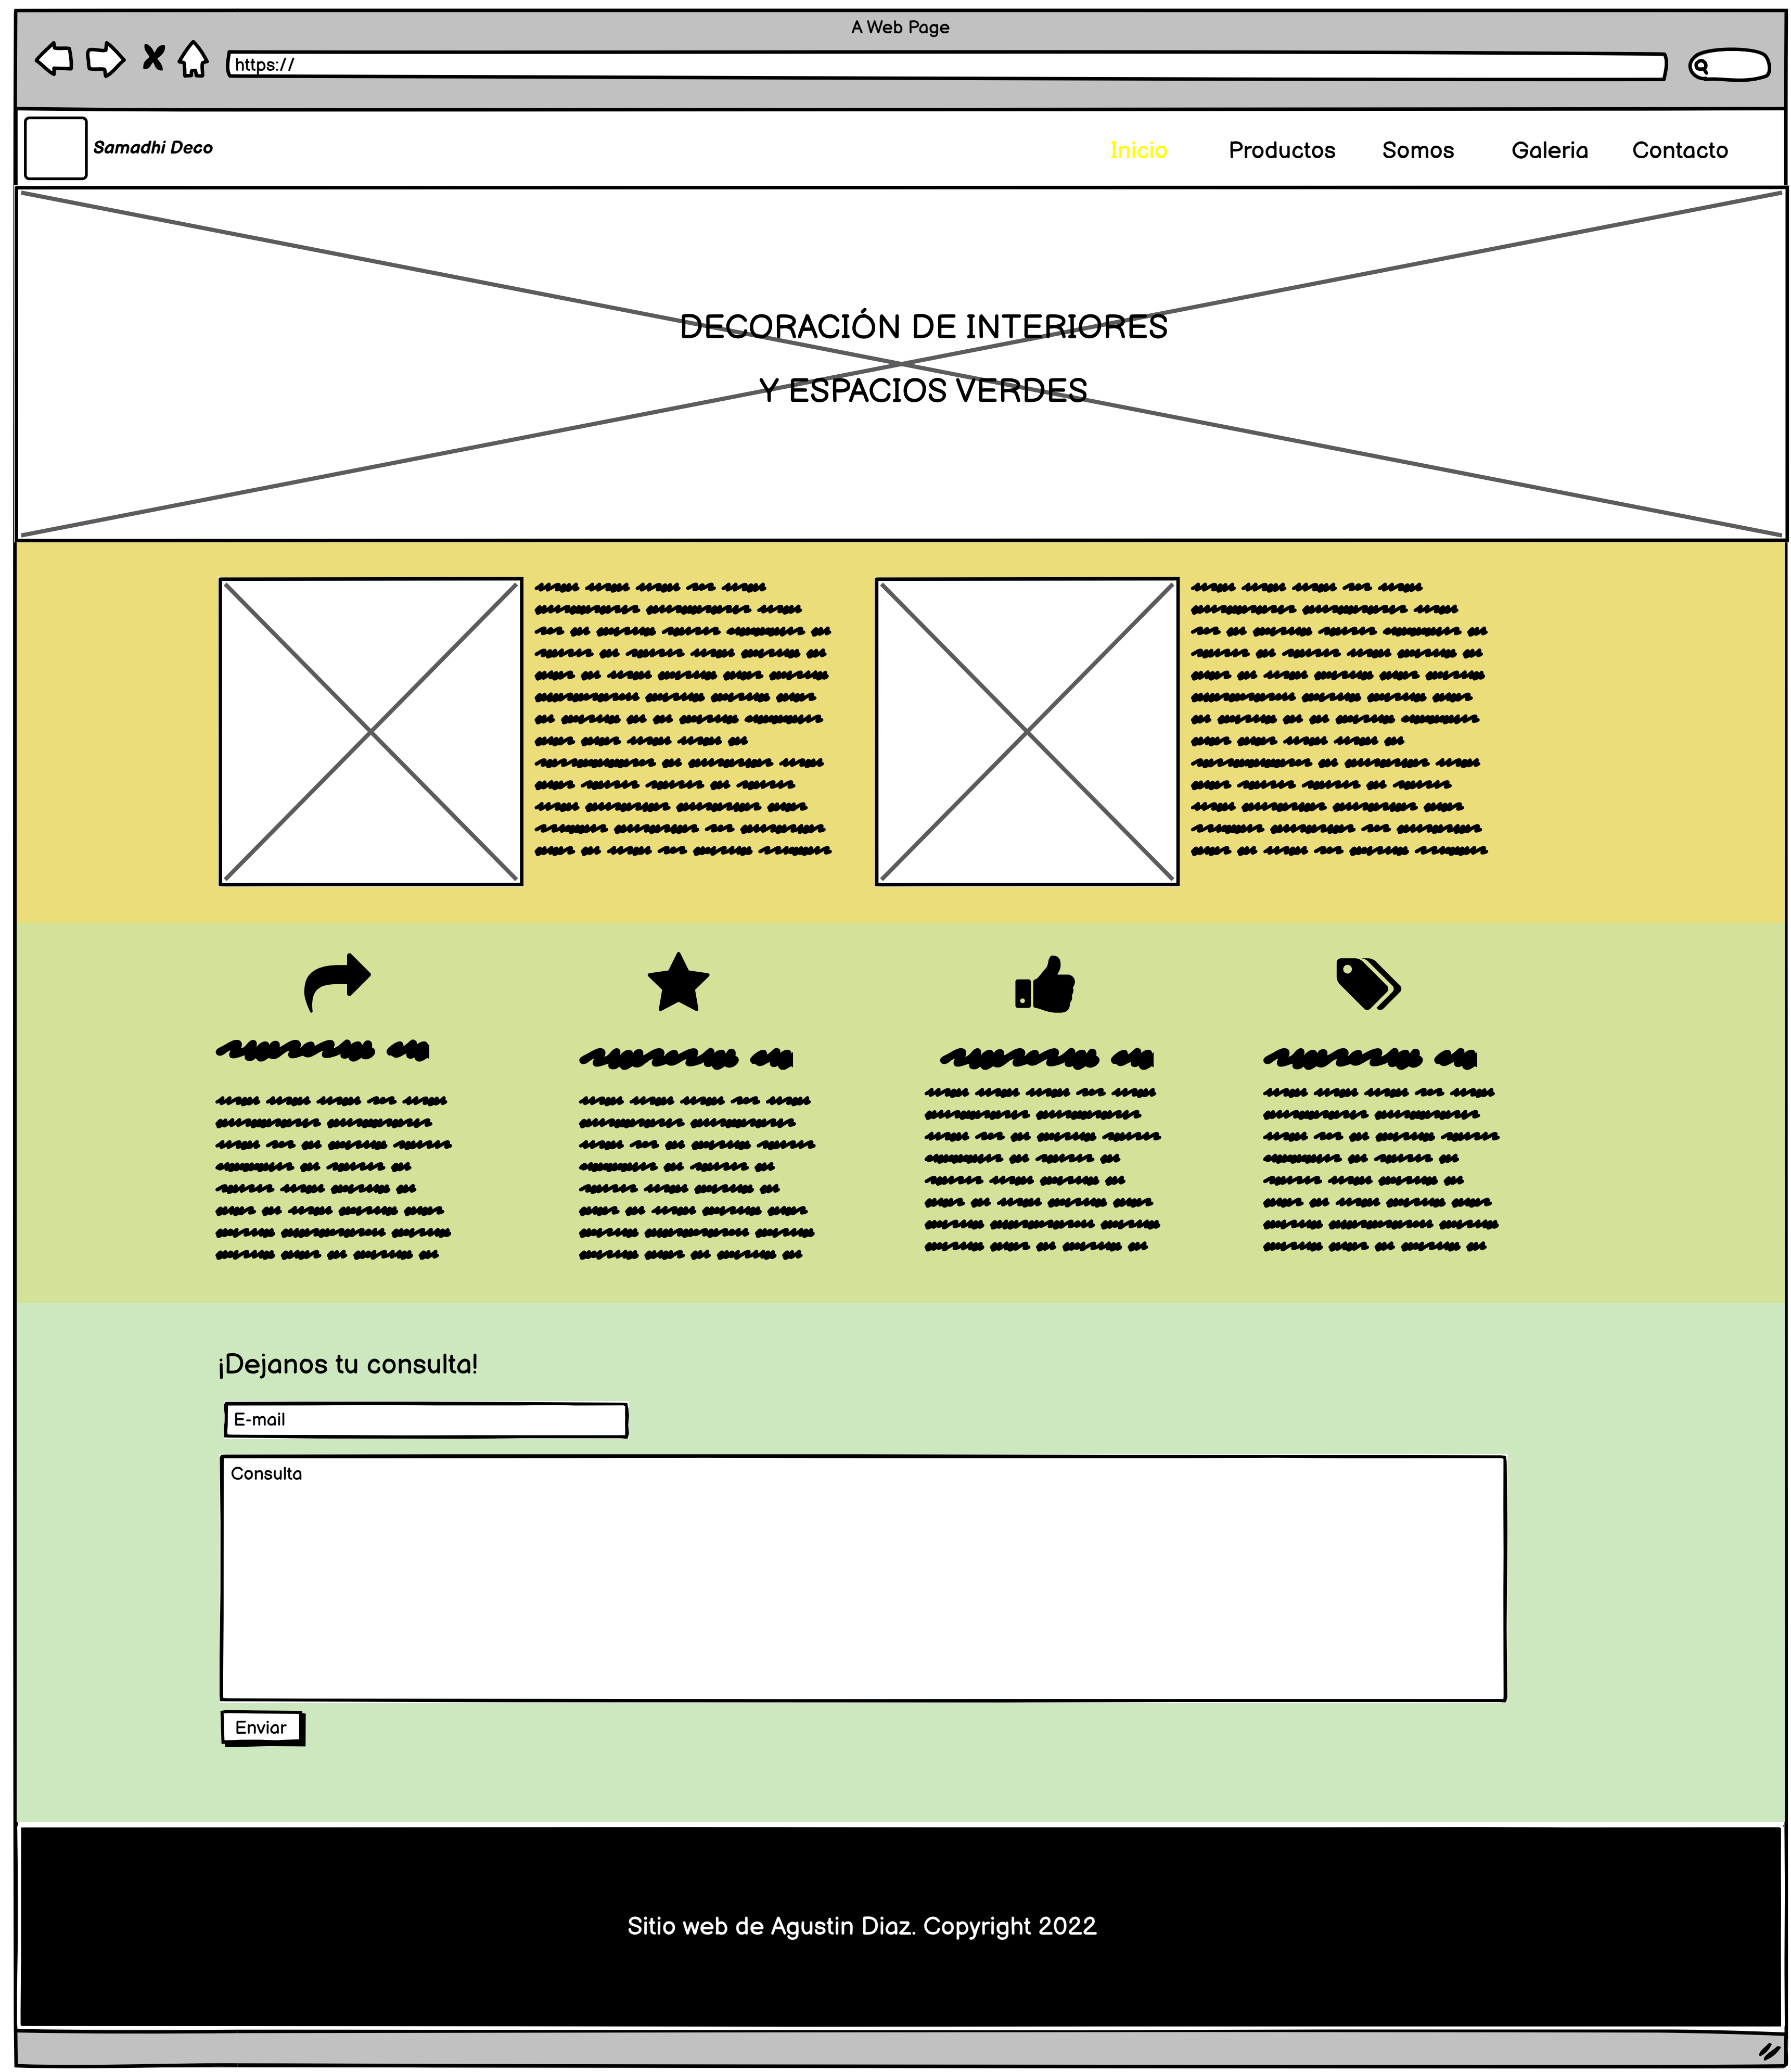 A Web Page
https://
Samadhi Deco
Inicio Productos Somos Galeria Contacto
DECORACIÓN DE INTERIORES
Y ESPACIOS VERDES
¡Dejanos tu consulta!
E-mail
Consulta
Enviar
Sitio web de Agustin Diaz. Copyright 2022